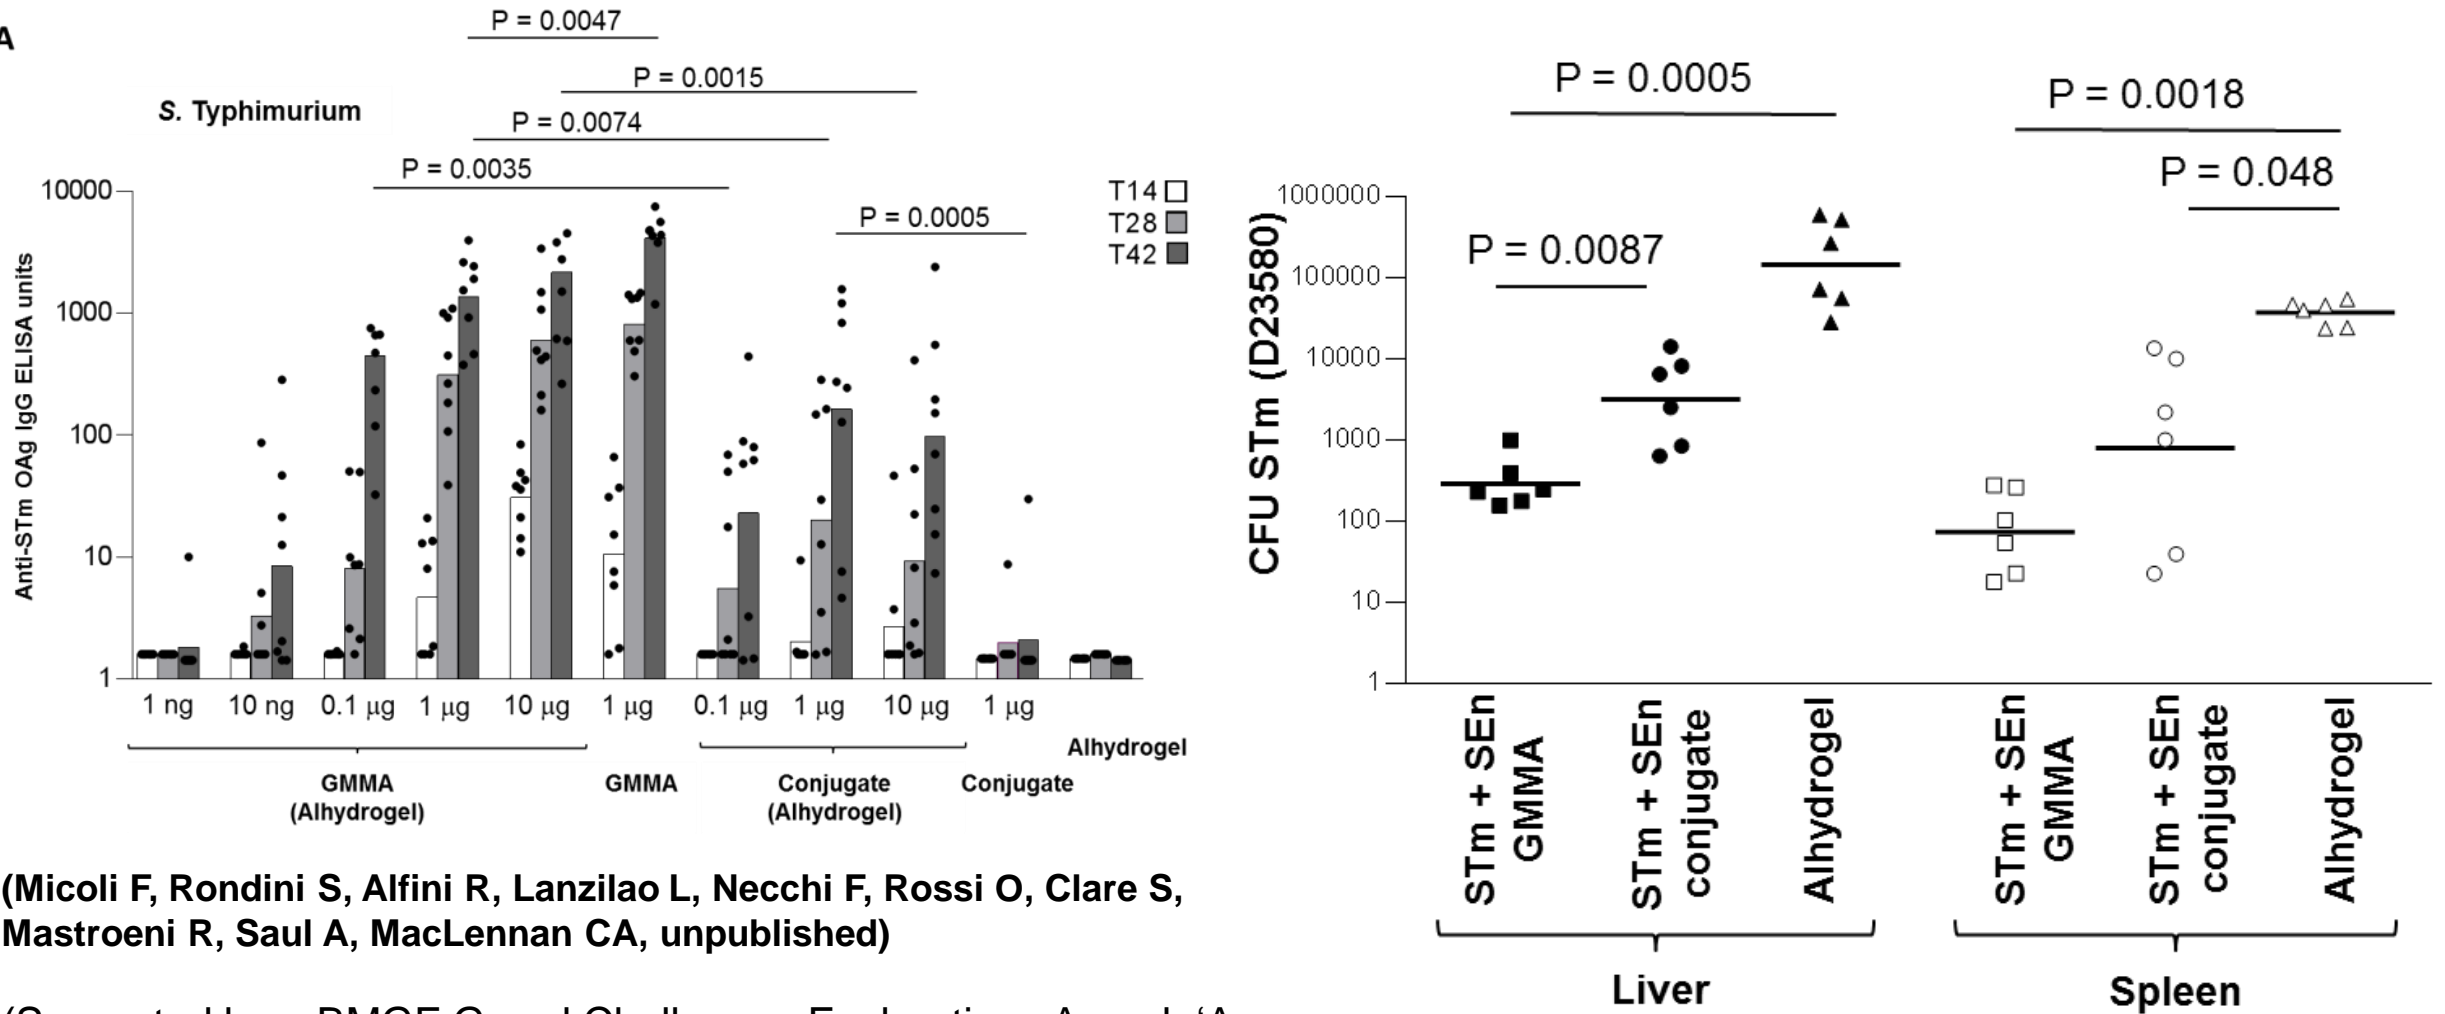 A
P = 0.0047
P = 0.0015
S. Typhimurium
P = 0.0074
P = 0.0035
P = 0.0005
T14
T28
T42
Anti-STm OAg IgG ELISA units
10000
1000
100
10
1
1 ng 10 ng 0.1 μg 1 μg 10 μg 1 μg 0.1 μg 1 μg 10 μg 1 μg
Alhydrogel
GMMA
(Alhydrogel)
GMMA
Conjugate
(Alhydrogel)
Conjugate
(Micoli F, Rondini S, Alfini R, Lanzilao L, Necchi F, Rossi O, Clare S,
Mastroeni R, Saul A, MacLennan CA, unpublished)
P = 0.0005
P = 0.0018
P = 0.048
P = 0.0087
CFU STm (D23580)
1000000
100000
10000
1000
100
10
1
STm + SEn
GMMA
STm + SEn
conjugate
Alhydrogel
STm + SEn
GMMA
STm + SEn
conjugate
Alhydrogel
Liver
Spleen